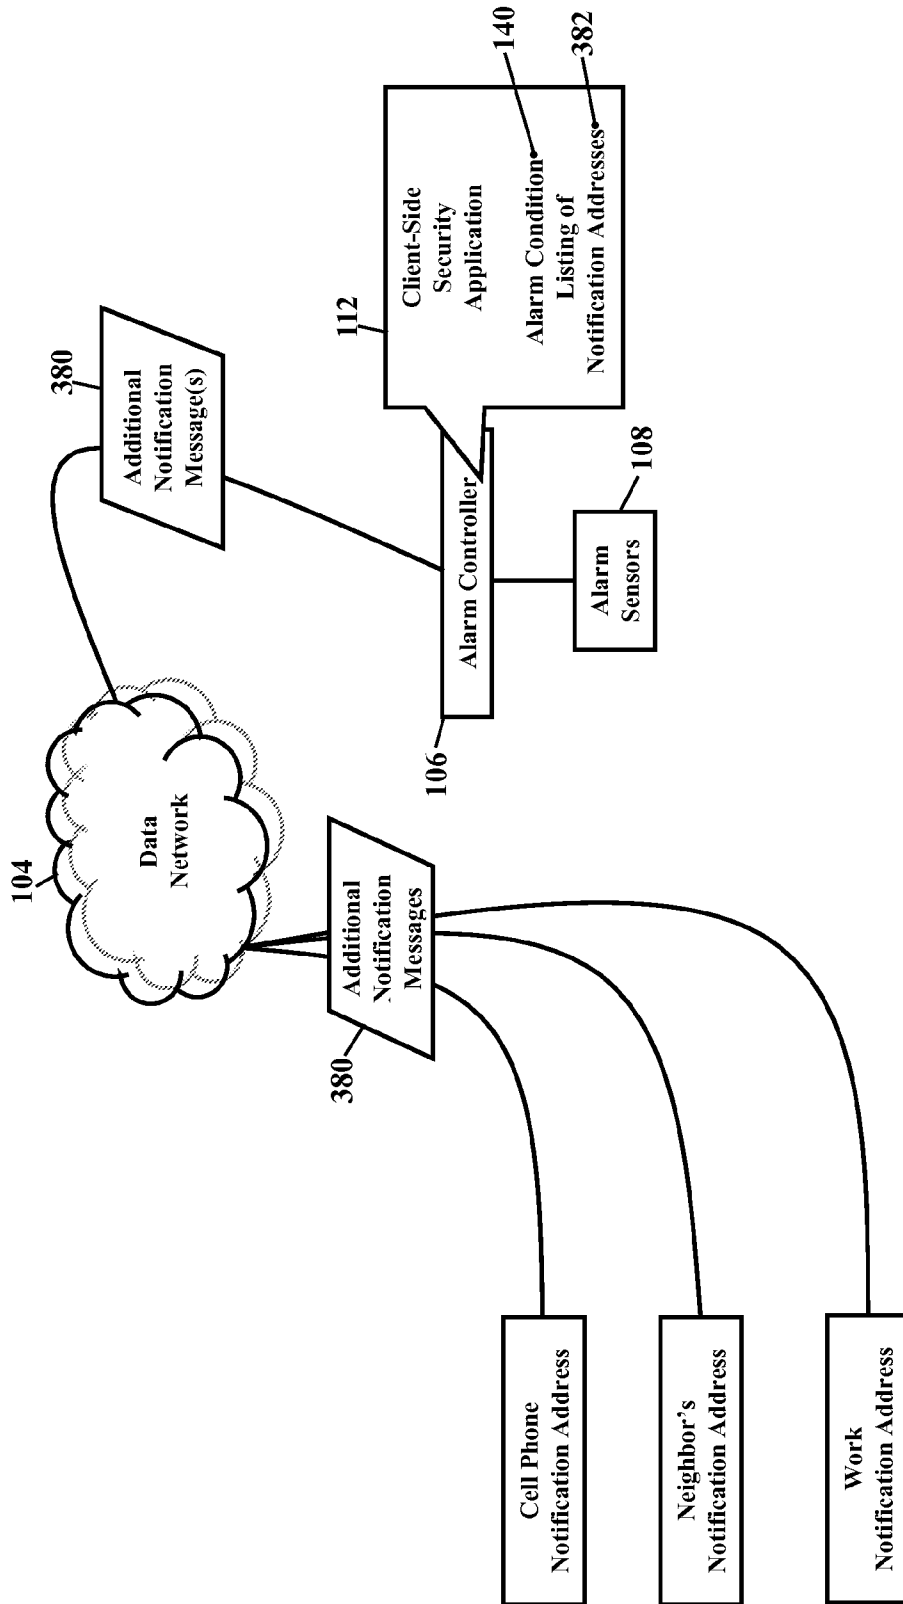 104
Data
Network
380
Additional
Notification
Message(s)
380
Additional
Notification
Messages
112
Client-Side
Security
Application
Alarm Condition
140
Listing of
Notification Addresses
382
106
Alarm Controller
Alarm
Sensors
108
Cell Phone
Notification Address
Neighbor's
Notification Address
Work
Notification Address